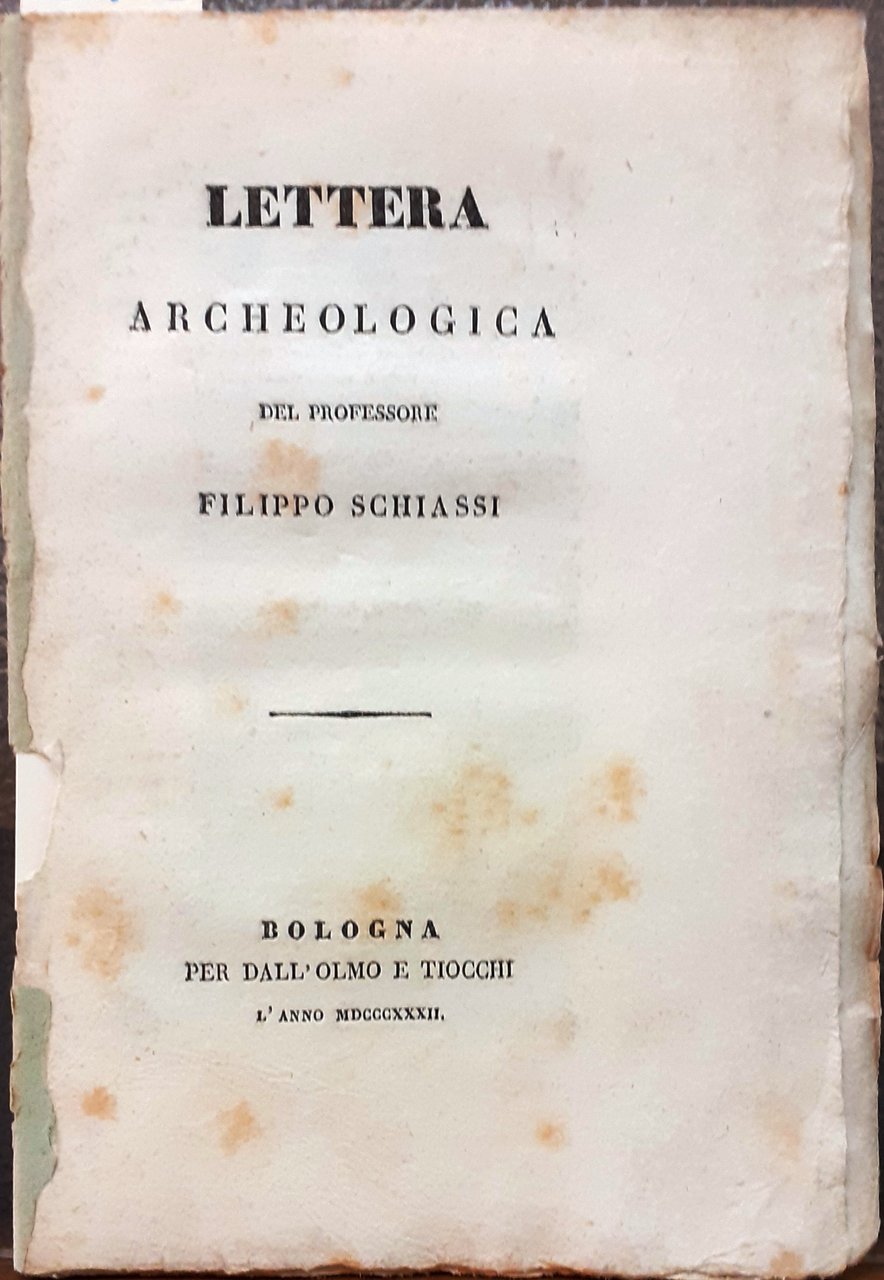 LETTERA
ARCHEOLOGICA
DEL PROFESSORE
FILIPPO SCHIASSI
BOLOGNA
PER DALL' OLMO E TIOCCHI
L' ANNO MDCCCXXXII.